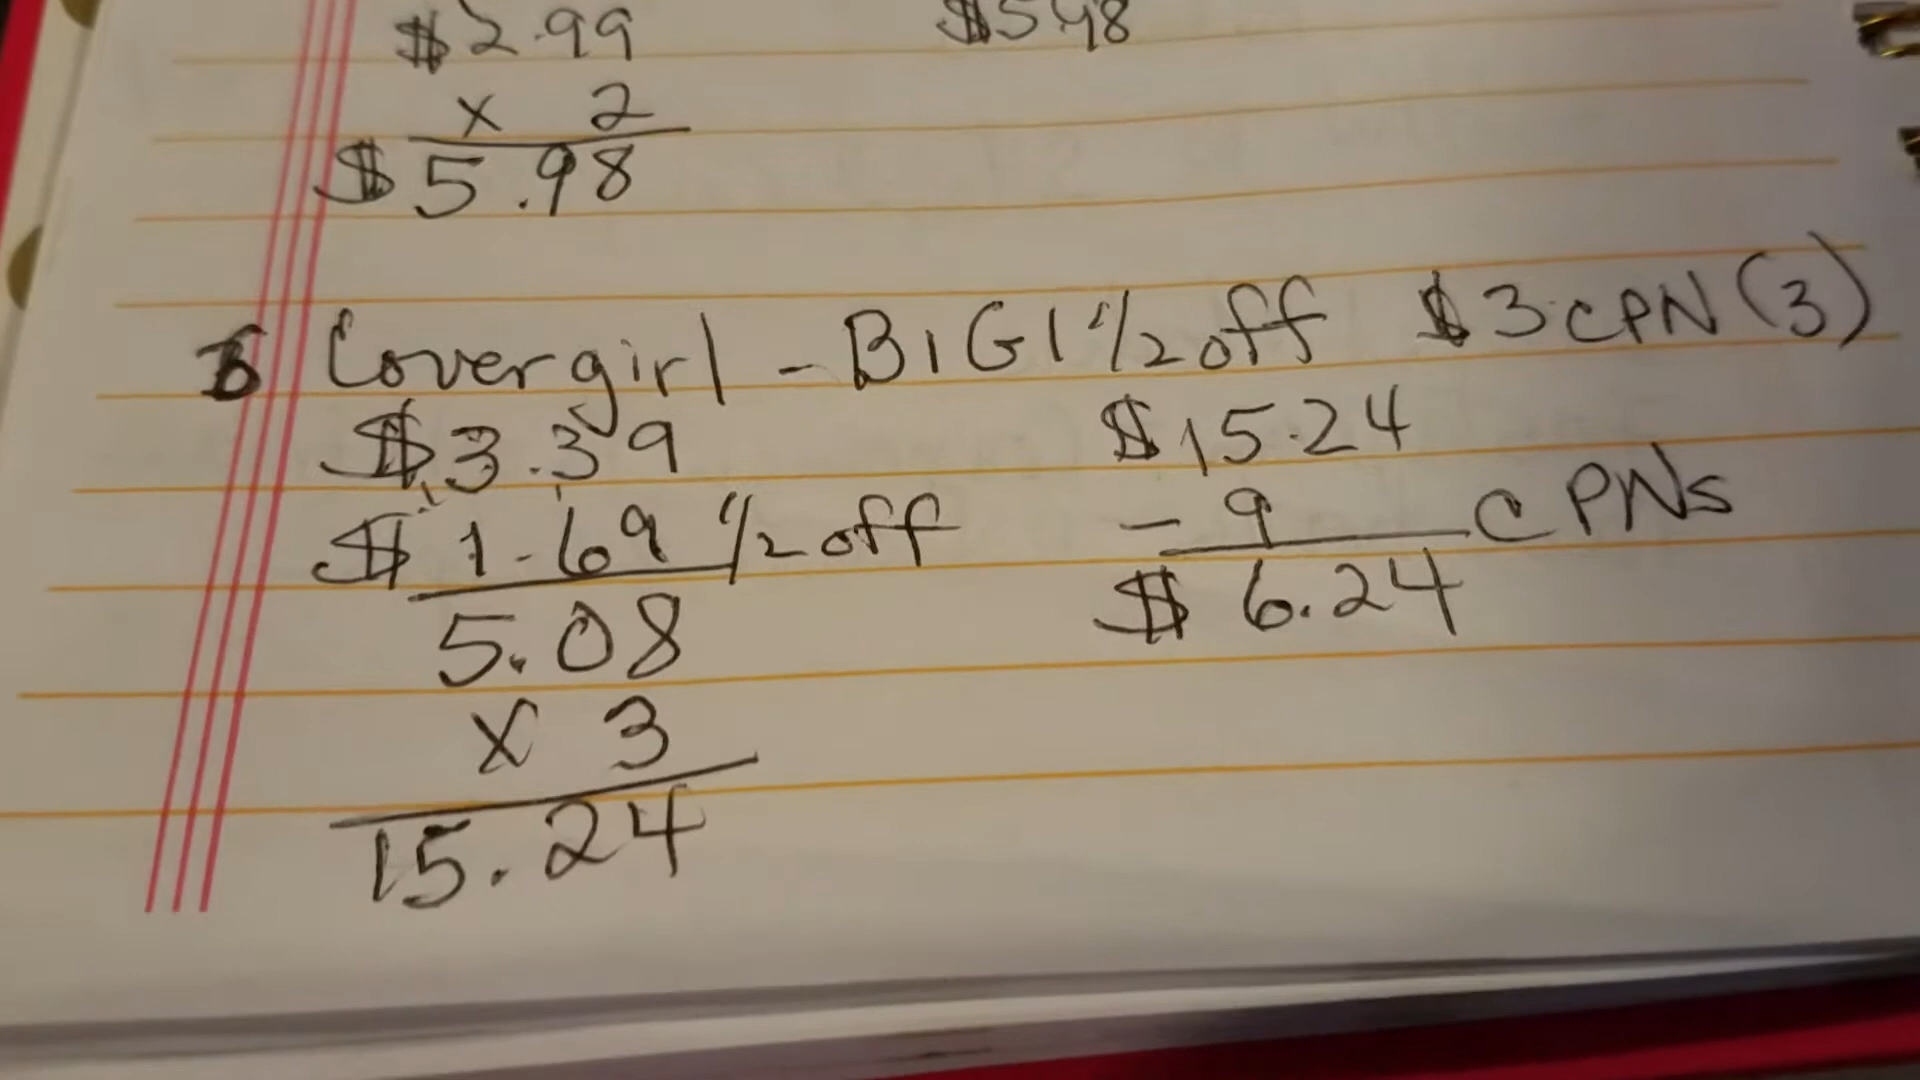 $2.99 $5.98
x 2
$5.98
6 Covergirl - B1G1 1/2 off $3 CPN (3)
$3.39 $15.24
$1.69 1/2 off - 9 CPNs
5.08 $6.24
x 3
15.24